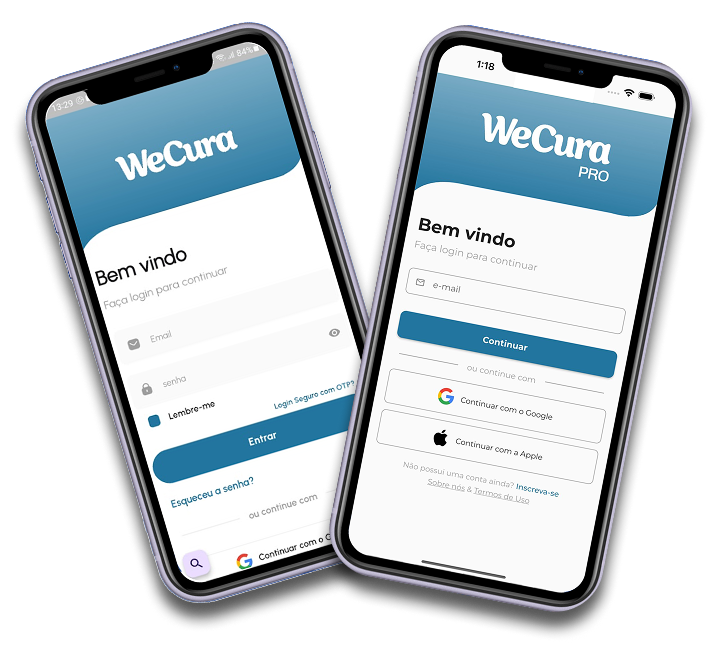 13:29
84%
WeCura
Bem vindo
Faça login para continuar
Email
senha
Lembre-me
Login Seguro com OTP?
Entrar
Esqueceu a senha?
ou continue com
Continuar com o
1:18
WeCura
PRO
Bem vindo
Faça login para continuar
e-mail
Continuar
ou continue com
Continuar com o Google
Continuar com a Apple
Não possui uma conta ainda? Inscreva-se
Sobre nós & Termos de Uso